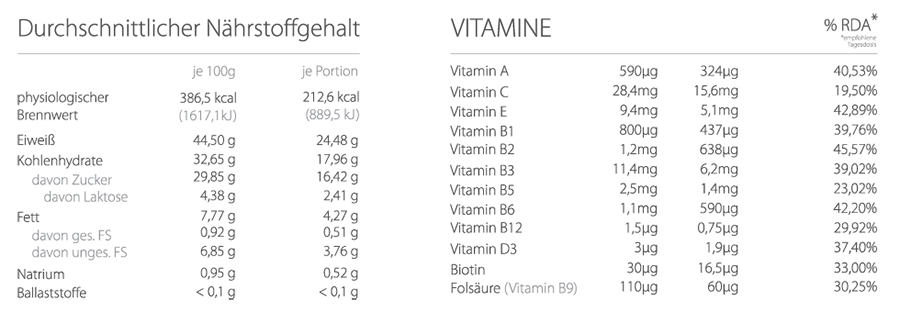 Durchschnittlicher Nährstoffgehalt
je 100g je Portion
physiologischer 386,5 kcal 212,6 kcal
Brennwert (1617,1kJ) (889,5 kJ)
Eiweiß 44,50 g 24,48 g
Kohlenhydrate 32,65 g 17,96 g
davon Zucker 29,85 g 16,42 g
davon Laktose 4,38 g 2,41 g
Fett 7,77 g 4,27 g
davon ges. FS 0,92 g 0,51 g
davon unges. FS 6,85 g 3,76 g
Natrium 0,95 g 0,52 g
Ballaststoffe < 0,1 g < 0,1 g
VITAMINE % RDA*
*empfohlene
Tagesdosis
Vitamin A 590µg 324µg 40,53%
Vitamin C 28,4mg 15,6mg 19,50%
Vitamin E 9,4mg 5,1mg 42,89%
Vitamin B1 800µg 437µg 39,76%
Vitamin B2 1,2mg 638µg 45,57%
Vitamin B3 11,4mg 6,2mg 39,02%
Vitamin B5 2,5mg 1,4mg 23,02%
Vitamin B6 1,1mg 590µg 42,20%
Vitamin B12 1,5µg 0,75µg 29,92%
Vitamin D3 3µg 1,9µg 37,40%
Biotin 30µg 16,5µg 33,00%
Folsäure (Vitamin B9) 110µg 60µg 30,25%